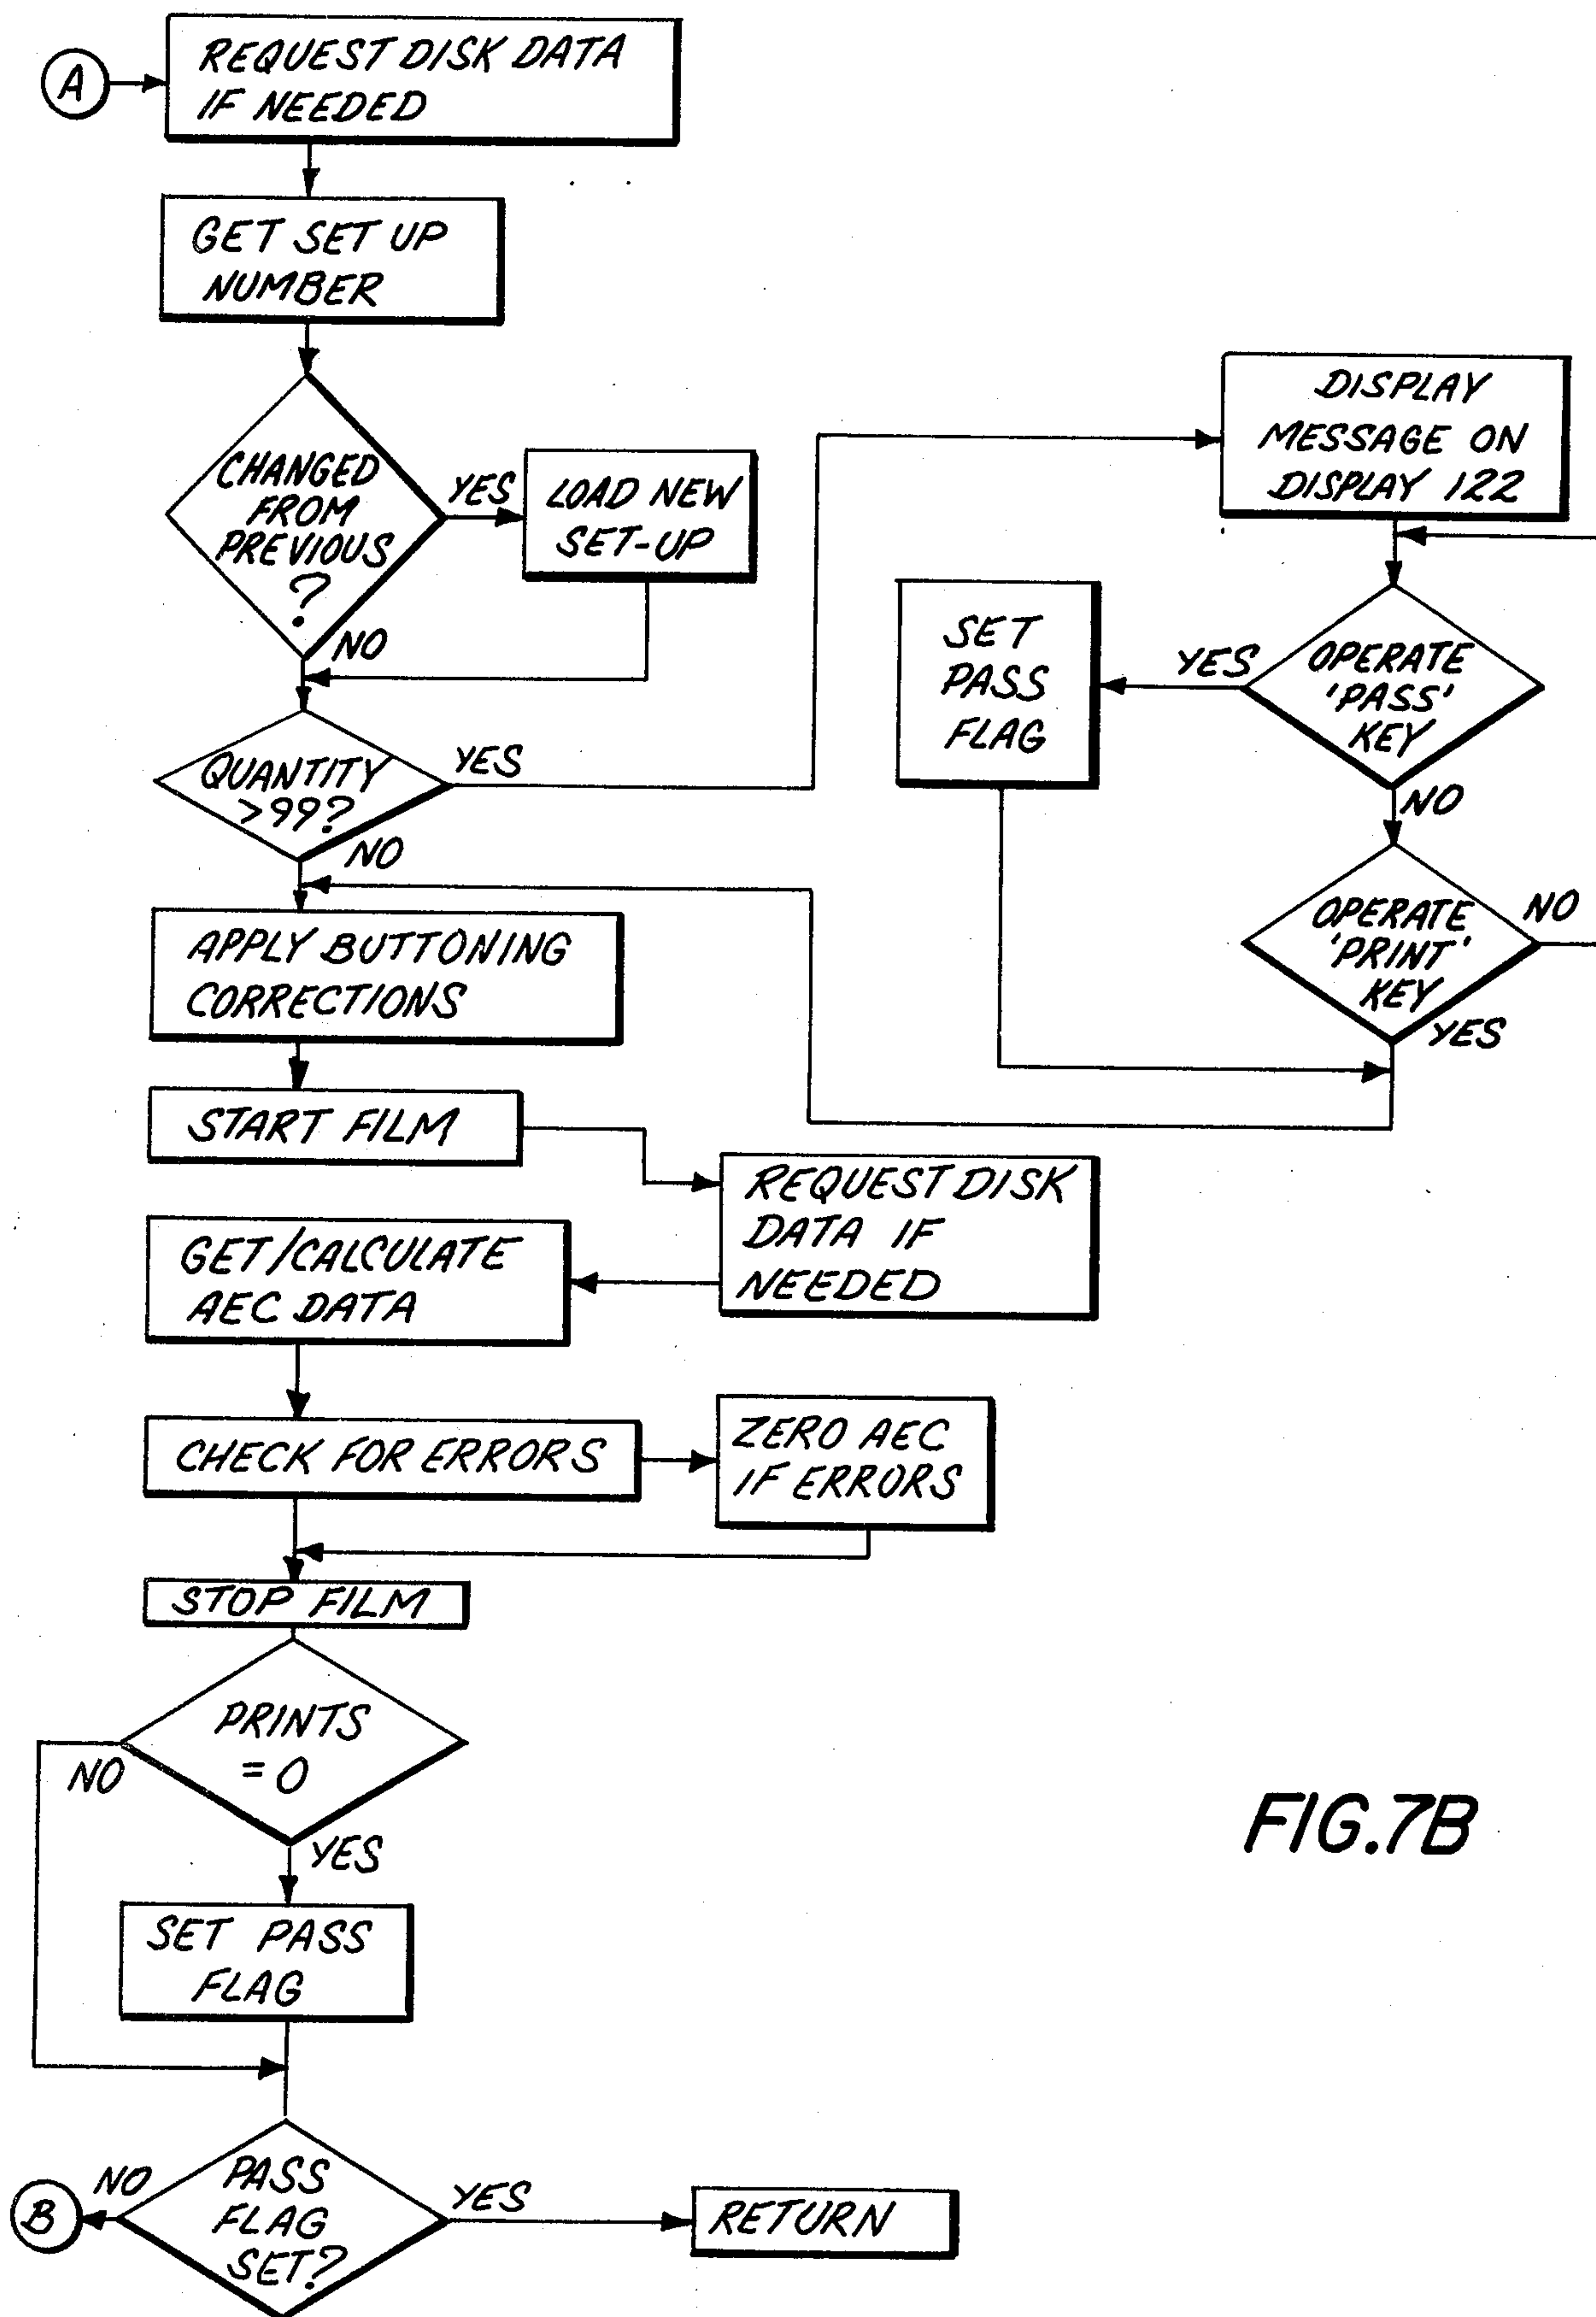 A
REQUEST DISK DATA
IF NEEDED
GET SET UP
NUMBER
CHANGED
FROM
PREVIOUS
?
YES
LOAD NEW
SET-UP
NO
QUANTITY
>99?
YES
NO
DISPLAY
MESSAGE ON
DISPLAY 122
OPERATE
'PASS'
KEY
YES
SET
PASS
FLAG
NO
OPERATE
'PRINT'
KEY
NO
YES
APPLY BUTTONING
CORRECTIONS
START FILM
REQUEST DISK
DATA IF
NEEDED
GET/CALCULATE
AEC DATA
CHECK FOR ERRORS
ZERO AEC
IF ERRORS
STOP FILM
PRINTS
= 0
NO
YES
SET PASS
FLAG
PASS
FLAG
SET?
NO
B
YES
RETURN
FIG.7B